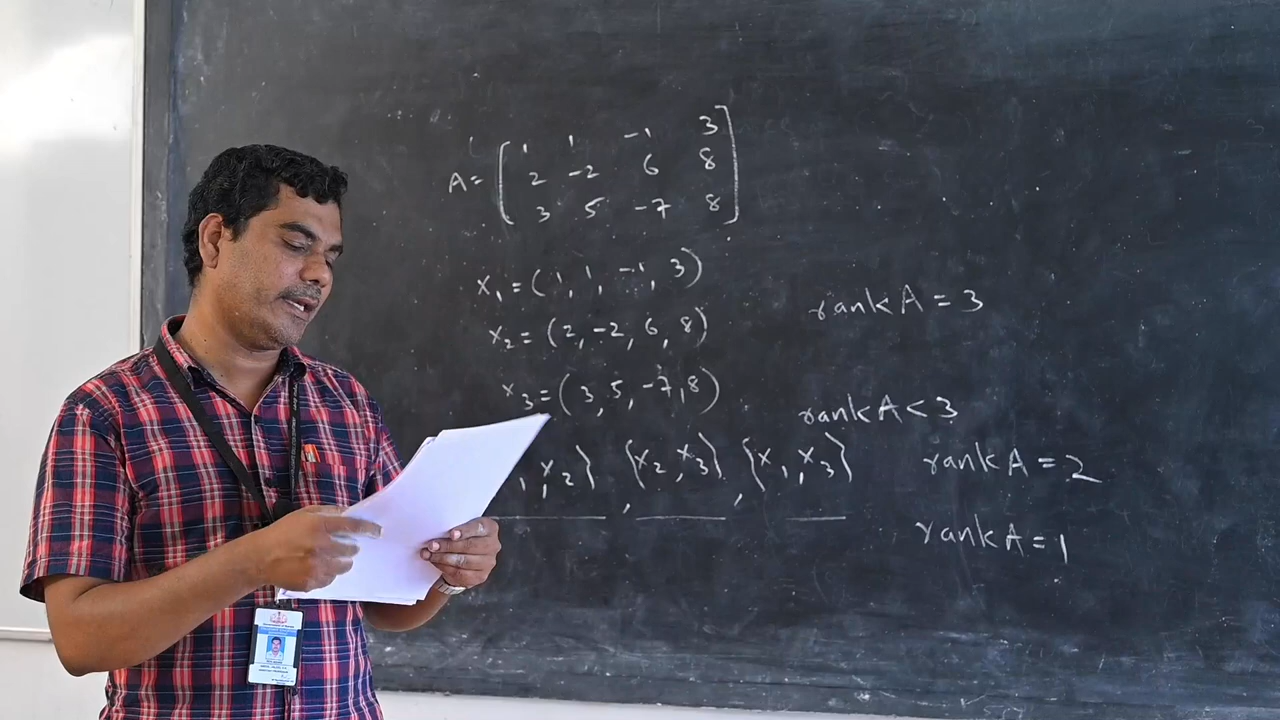 1 1 -1 3
A = 2 -2 6 8
3 5 -7 8
x₁ = (1, 1, -1, 3)
x₂ = (2, -2, 6, 8)
x₃ = (3, 5, -7, 8)
, x₂}, {x₂, x₃}, {x₁, x₃}
rank A = 3
rank A < 3
rank A = 2
rank A = 1